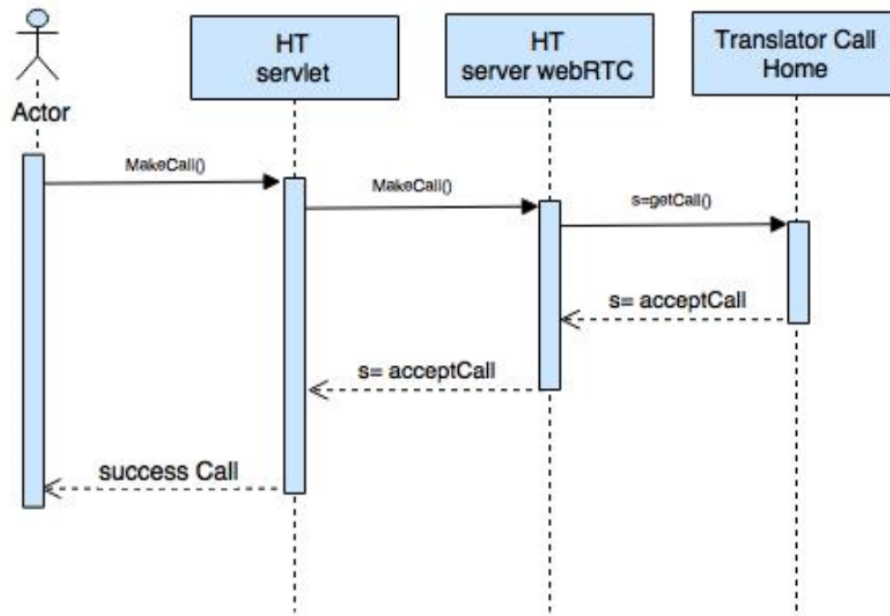 HT
servlet
HT
server webRTC
Translator Call
Home
Actor
MakeCall()
MakeCall()
s=getCall()
s= acceptCall
s= acceptCall
success Call